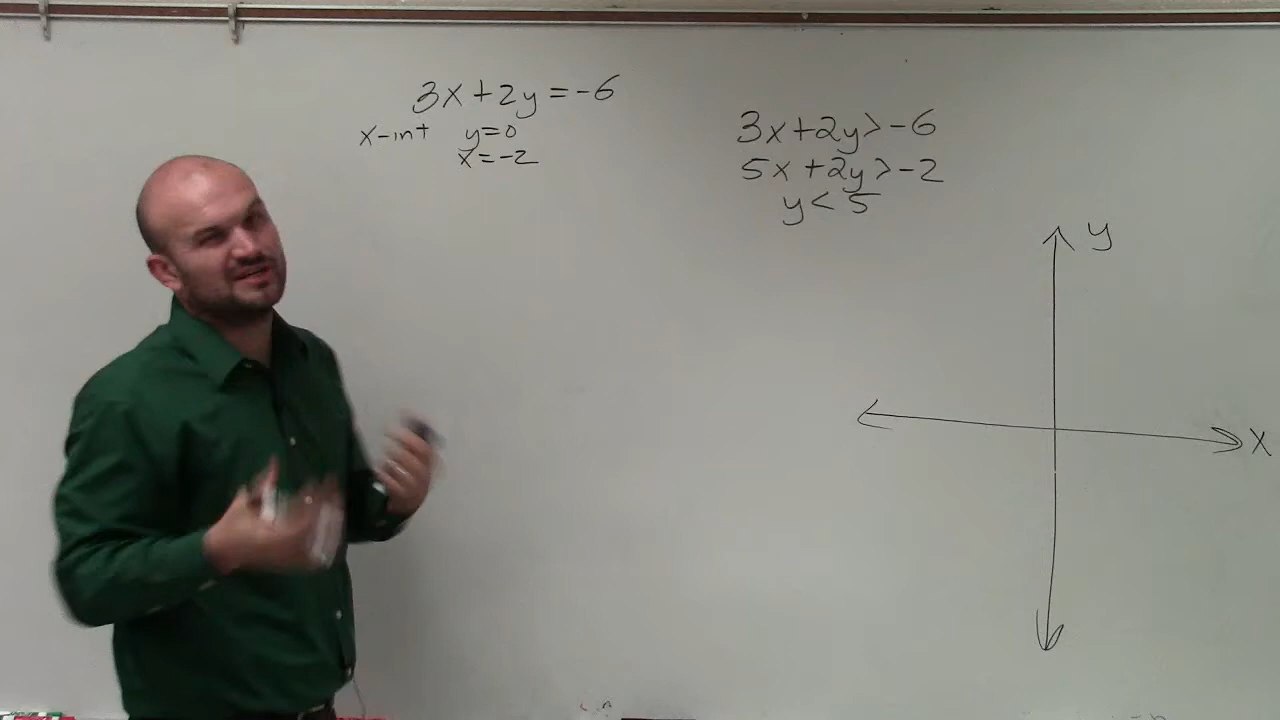 3x+2y=-6
x-int y=0
x=-2
3x+2y>-6
5x+2y>-2
y<5
y
x